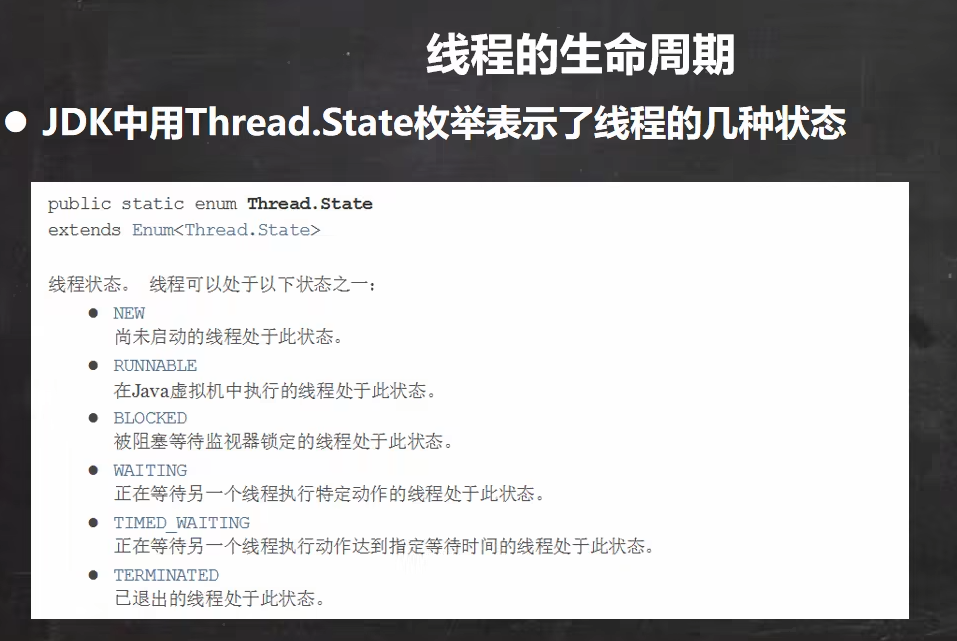 线程的生命周期
● JDK中用Thread.State枚举表示了线程的几种状态
public static enum Thread.State
extends Enum<Thread.State>
线程状态。 线程可以处于以下状态之一：
● NEW
尚未启动的线程处于此状态。
● RUNNABLE
在Java虚拟机中执行的线程处于此状态。
● BLOCKED
被阻塞等待监视器锁定的线程处于此状态。
● WAITING
正在等待另一个线程执行特定动作的线程处于此状态。
● TIMED_WAITING
正在等待另一个线程执行动作达到指定等待时间的线程处于此状态。
● TERMINATED
已退出的线程处于此状态。